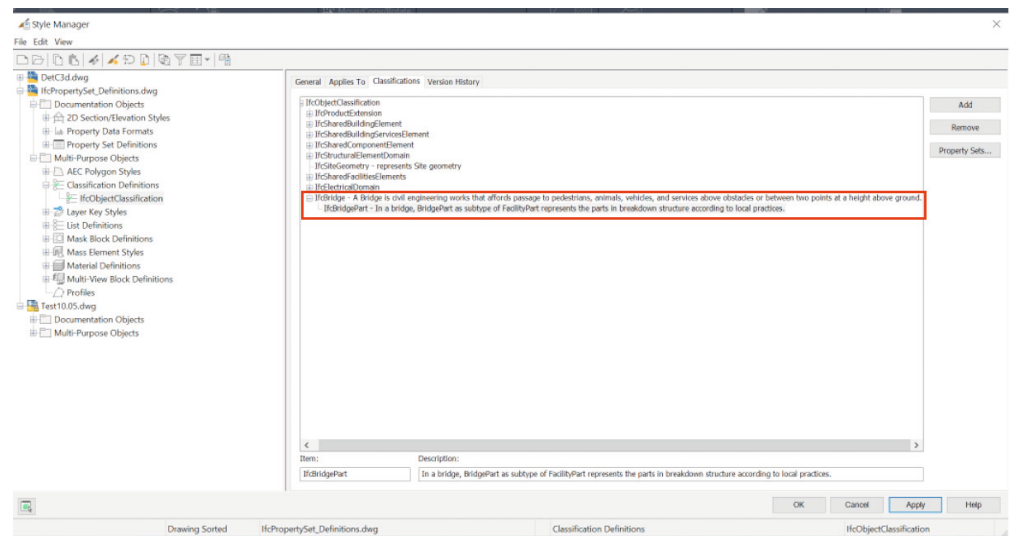 Style Manager
File Edit View
DetC3d.dwg
IfcPropertySet_Definitions.dwg
Documentation Objects
2D Section/Elevation Styles
Property Data Formats
Property Set Definitions
Multi-Purpose Objects
AEC Polygon Styles
Classification Definitions
IfcObjectClassification
Layer Key Styles
List Definitions
Mask Block Definitions
Mass Element Styles
Material Definitions
Multi-View Block Definitions
Profiles
Test10.05.dwg
Documentation Objects
Multi-Purpose Objects
General Applies To Classifications Version History
IfcObjectClassification
IfcProductExtension
IfcSharedBuildingElement
IfcSharedBuildingServicesElement
IfcSharedComponentElement
IfcStructuralElementDomain
IfcSiteGeometry - represents Site geometry
IfcSharedFacilitiesElements
IfcElectricalDomain
IfcBridge - A Bridge is civil engineering works that affords passage to pedestrians, animals, vehicles, and services above obstacles or between two points at a height above ground.
IfcBridgePart - In a bridge, BridgePart as subtype of FacilityPart represents the parts in breakdown structure according to local practices.
Add
Remove
Property Sets...
Item: Description:
IfcBridgePart In a bridge, BridgePart as subtype of FacilityPart represents the parts in breakdown structure according to local practices.
OK Cancel Apply Help
Drawing Sorted IfcPropertySet_Definitions.dwg Classification Definitions IfcObjectClassification